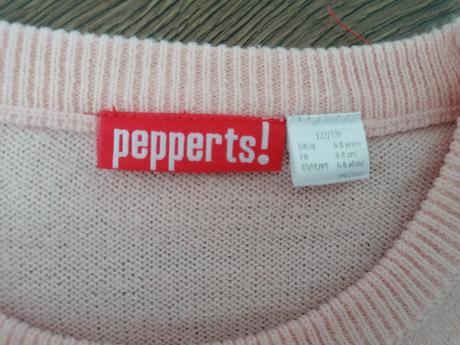 pepperts!
122/128
GB/IE 6-8 years
FR 6-8 ans
ES/IT/PT 6-8 años/